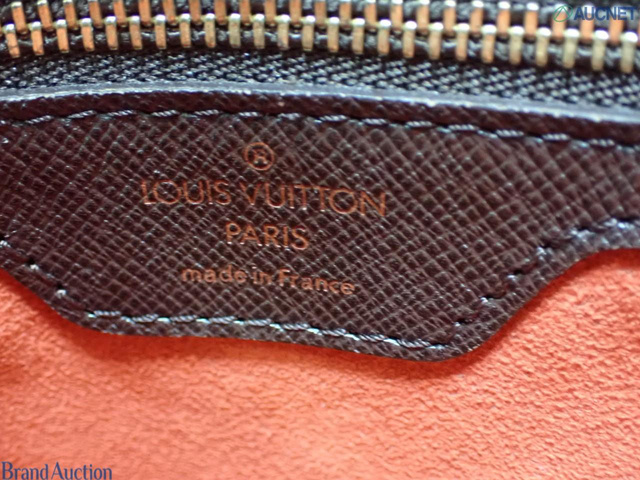 AUCNET
®
LOUIS VUITTON
PARIS
made in France
Brand Auction